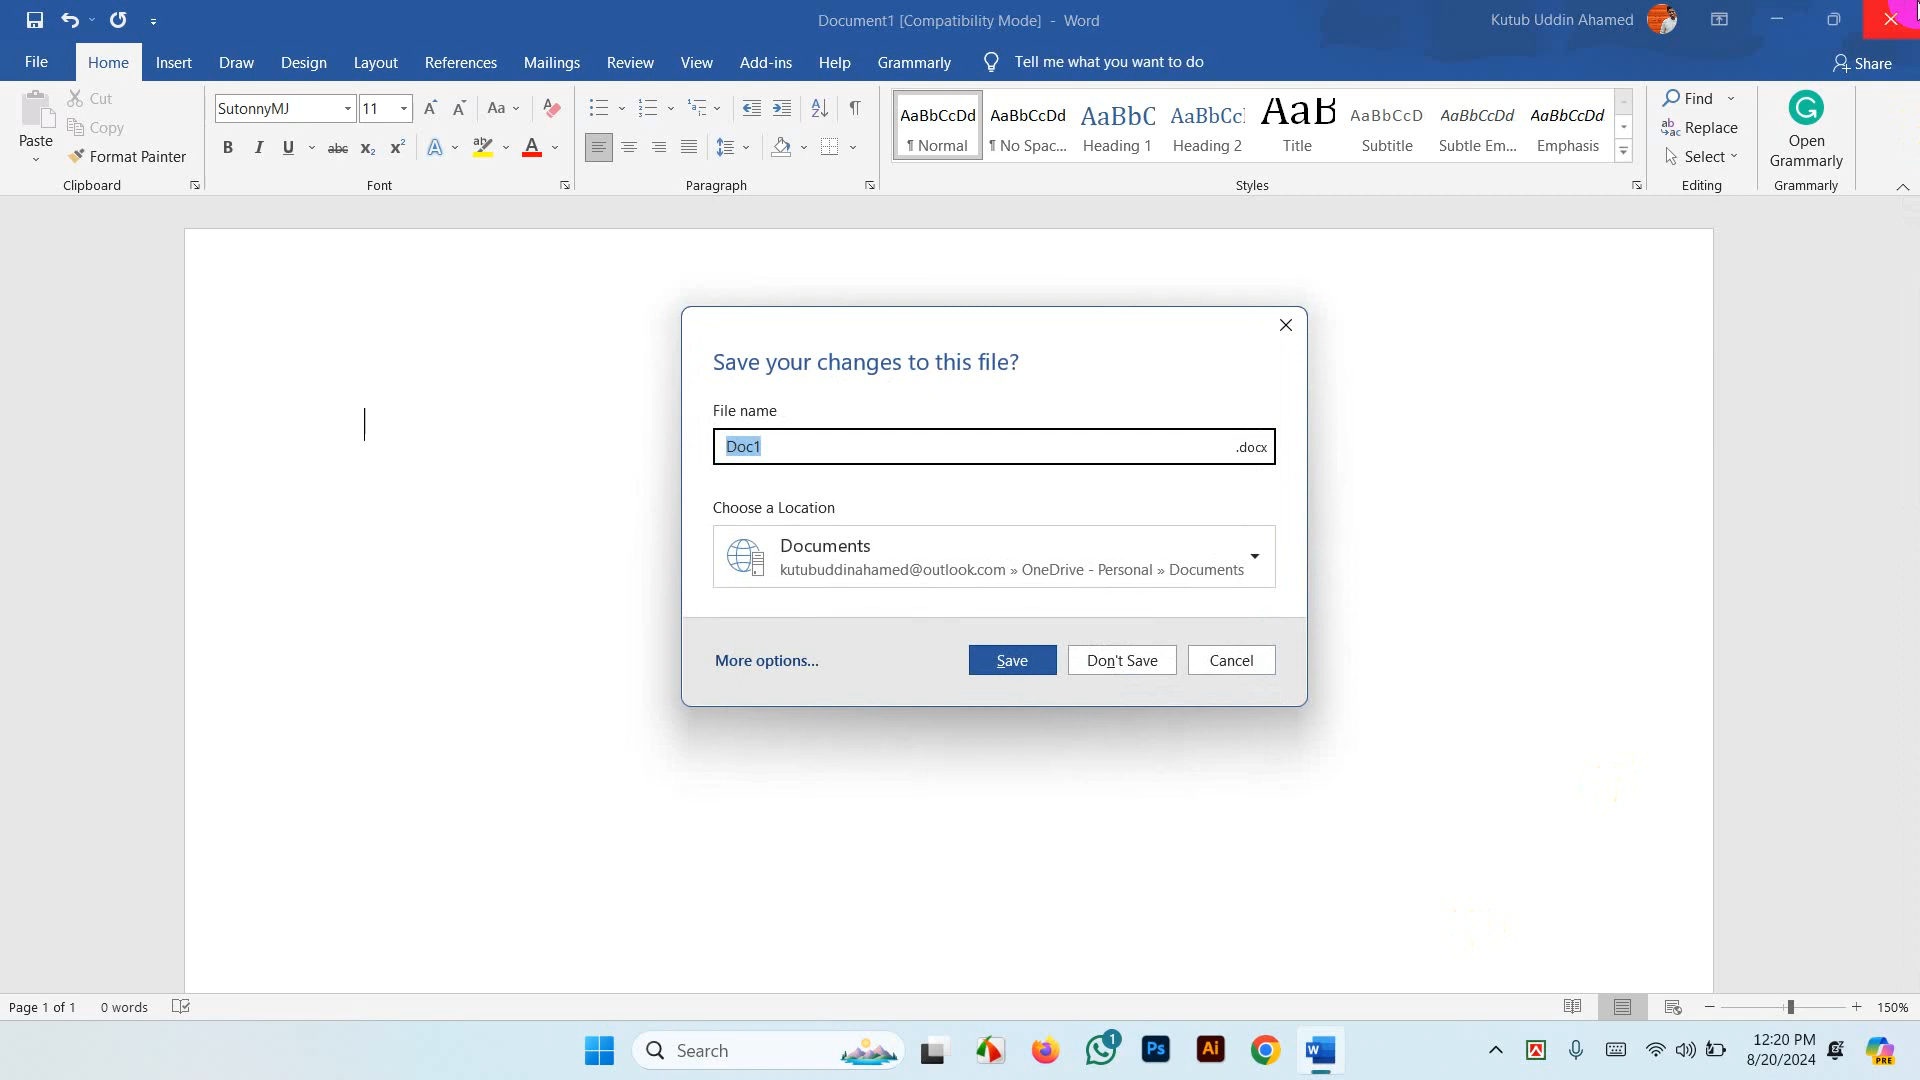 Document1 [Compatibility Mode] - Word
Kutub Uddin Ahamed
File Home Insert Draw Design Layout References Mailings Review View Add-ins Help Grammarly Tell me what you want to do Share
Paste
Cut
Copy
Format Painter
Clipboard
SutonnyMJ 11
Aa
B I U abc x₂ x² A ab A
Font
Paragraph
AaBbCcDd AaBbCcDd AaBbC AaBbCc AaB AaBbCcD AaBbCcDd AaBbCcDd
¶ Normal ¶ No Spac... Heading 1 Heading 2 Title Subtitle Subtle Em... Emphasis
Styles
Find
Replace
Select
Editing
Open
Grammarly
Grammarly
Save your changes to this file?
File name
Doc1 .docx
Choose a Location
Documents
kutubuddinahamed@outlook.com » OneDrive - Personal » Documents
More options... Save Don't Save Cancel
Page 1 of 1 0 words 150%
Search
1
Ps
Ai
W
12:20 PM
8/20/2024
PRE